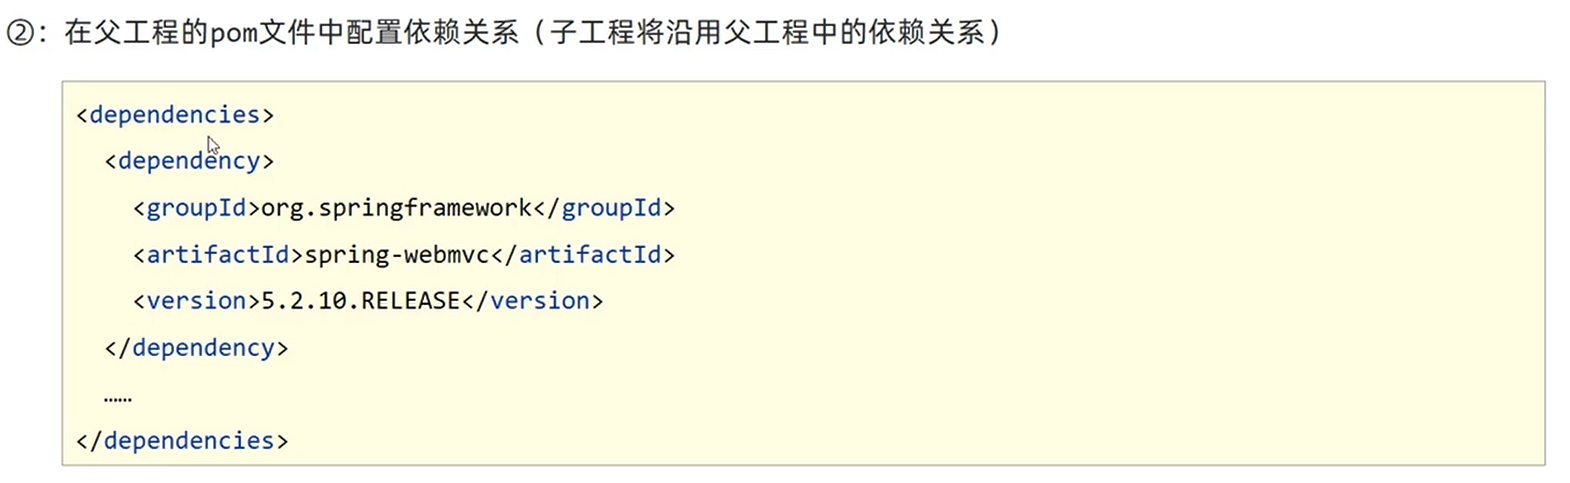 ②：在父工程的pom文件中配置依赖关系（子工程将沿用父工程中的依赖关系）
<dependencies>
<dependency>
<groupId>org.springframework</groupId>
<artifactId>spring-webmvc</artifactId>
<version>5.2.10.RELEASE</version>
</dependency>
……
</dependencies>